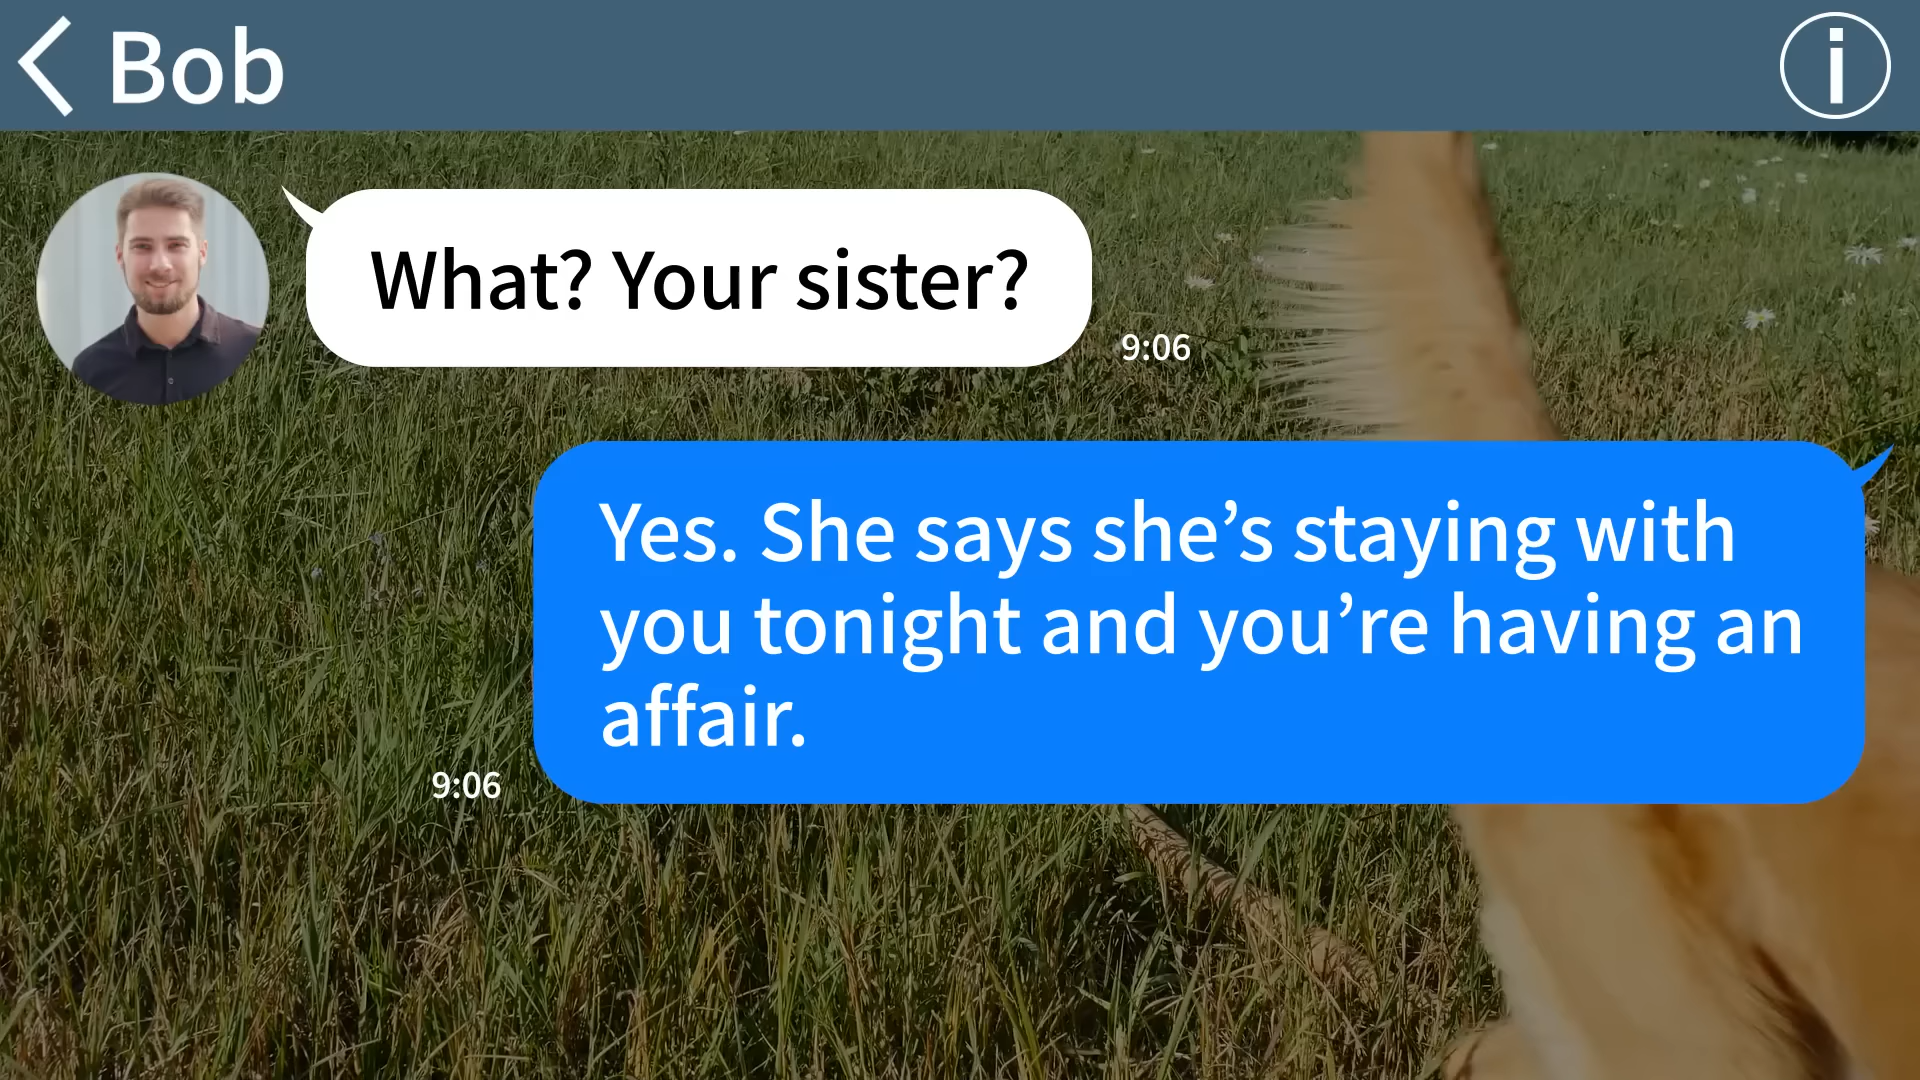 Bob
What? Your sister?
9:06
Yes. She says she’s staying with
you tonight and you’re having an
affair.
9:06